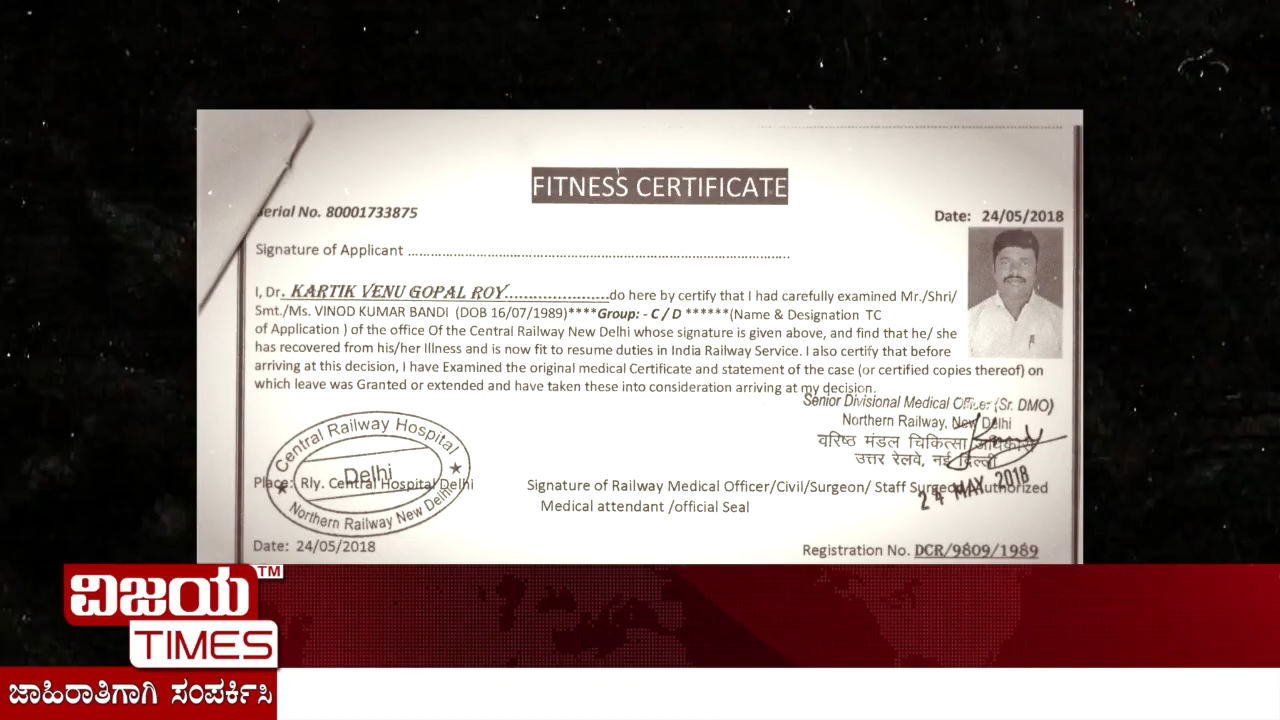 FITNESS CERTIFICATE
Serial No. 80001733875
Date: 24/05/2018
Signature of Applicant ................................................................................................
I, Dr. KARTIK VENU GOPAL ROY......................do here by certify that I had carefully examined Mr./Shri/
Smt./Ms. VINOD KUMAR BANDI (DOB 16/07/1989)****Group: - C / D ******(Name & Designation TC
of Application ) of the office Of the Central Railway New Delhi whose signature is given above, and find that he/ she
has recovered from his/her Illness and is now fit to resume duties in India Railway Service. I also certify that before
arriving at this decision, I have Examined the original medical Certificate and statement of the case (or certified copies thereof) on
which leave was Granted or extended and have taken these into consideration arriving at my decision.
Senior Divisional Medical Officer (Sr. DMO)
Northern Railway, New Delhi
वरिष्ठ मंडल चिकित्सा अधिकारी
उत्तर रेलवे, नई दिल्ली
24 MAY 2018
Central Railway Hospital
Delhi
Northern Railway New Delhi
Place: Rly. Central Hospital Delhi
Signature of Railway Medical Officer/Civil/Surgeon/ Staff Surgeon Authorized
Medical attendant /official Seal
Date: 24/05/2018
Registration No. DCR/9809/1989
ವಿಜಯ TM
TIMES
ಜಾಹಿರಾತಿಗಾಗಿ ಸಂಪರ್ಕಿಸಿ